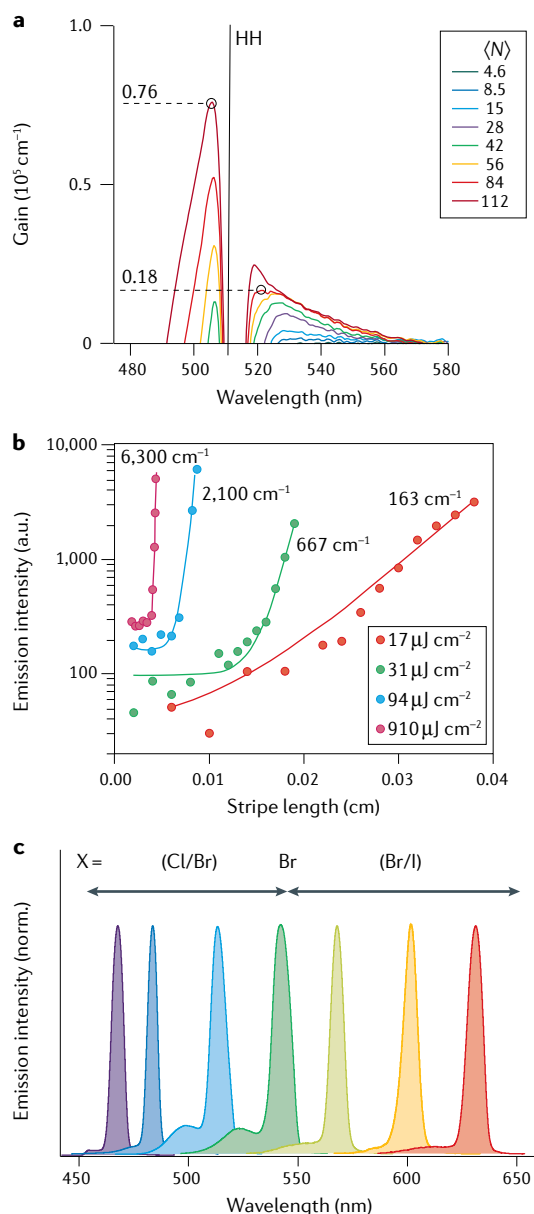 a
HH
⟨N⟩
4.6
8.5
15
28
42
56
84
112
1.0
0.76
0.5
0.18
0
Gain (10⁵ cm⁻¹)
480 500 520 540 560 580
Wavelength (nm)
b
10,000
1,000
100
6,300 cm⁻¹
2,100 cm⁻¹
667 cm⁻¹
163 cm⁻¹
17 μJ cm⁻²
31 μJ cm⁻²
94 μJ cm⁻²
910 μJ cm⁻²
Emission intensity (a.u.)
0.00 0.01 0.02 0.03 0.04
Stripe length (cm)
c
X = (Cl/Br) Br (Br/I)
Emission intensity (norm.)
450 500 550 600 650
Wavelength (nm)